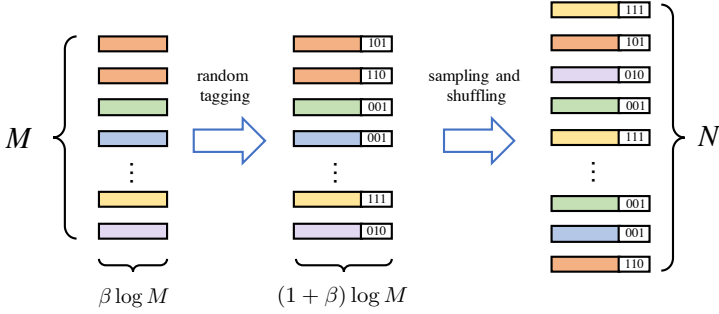 M
random
tagging
101
110
001
001
⋮
111
010
sampling and
shuffling
111
101
010
001
111
⋮
001
001
110
N
⋮
β log M
(1 + β) log M